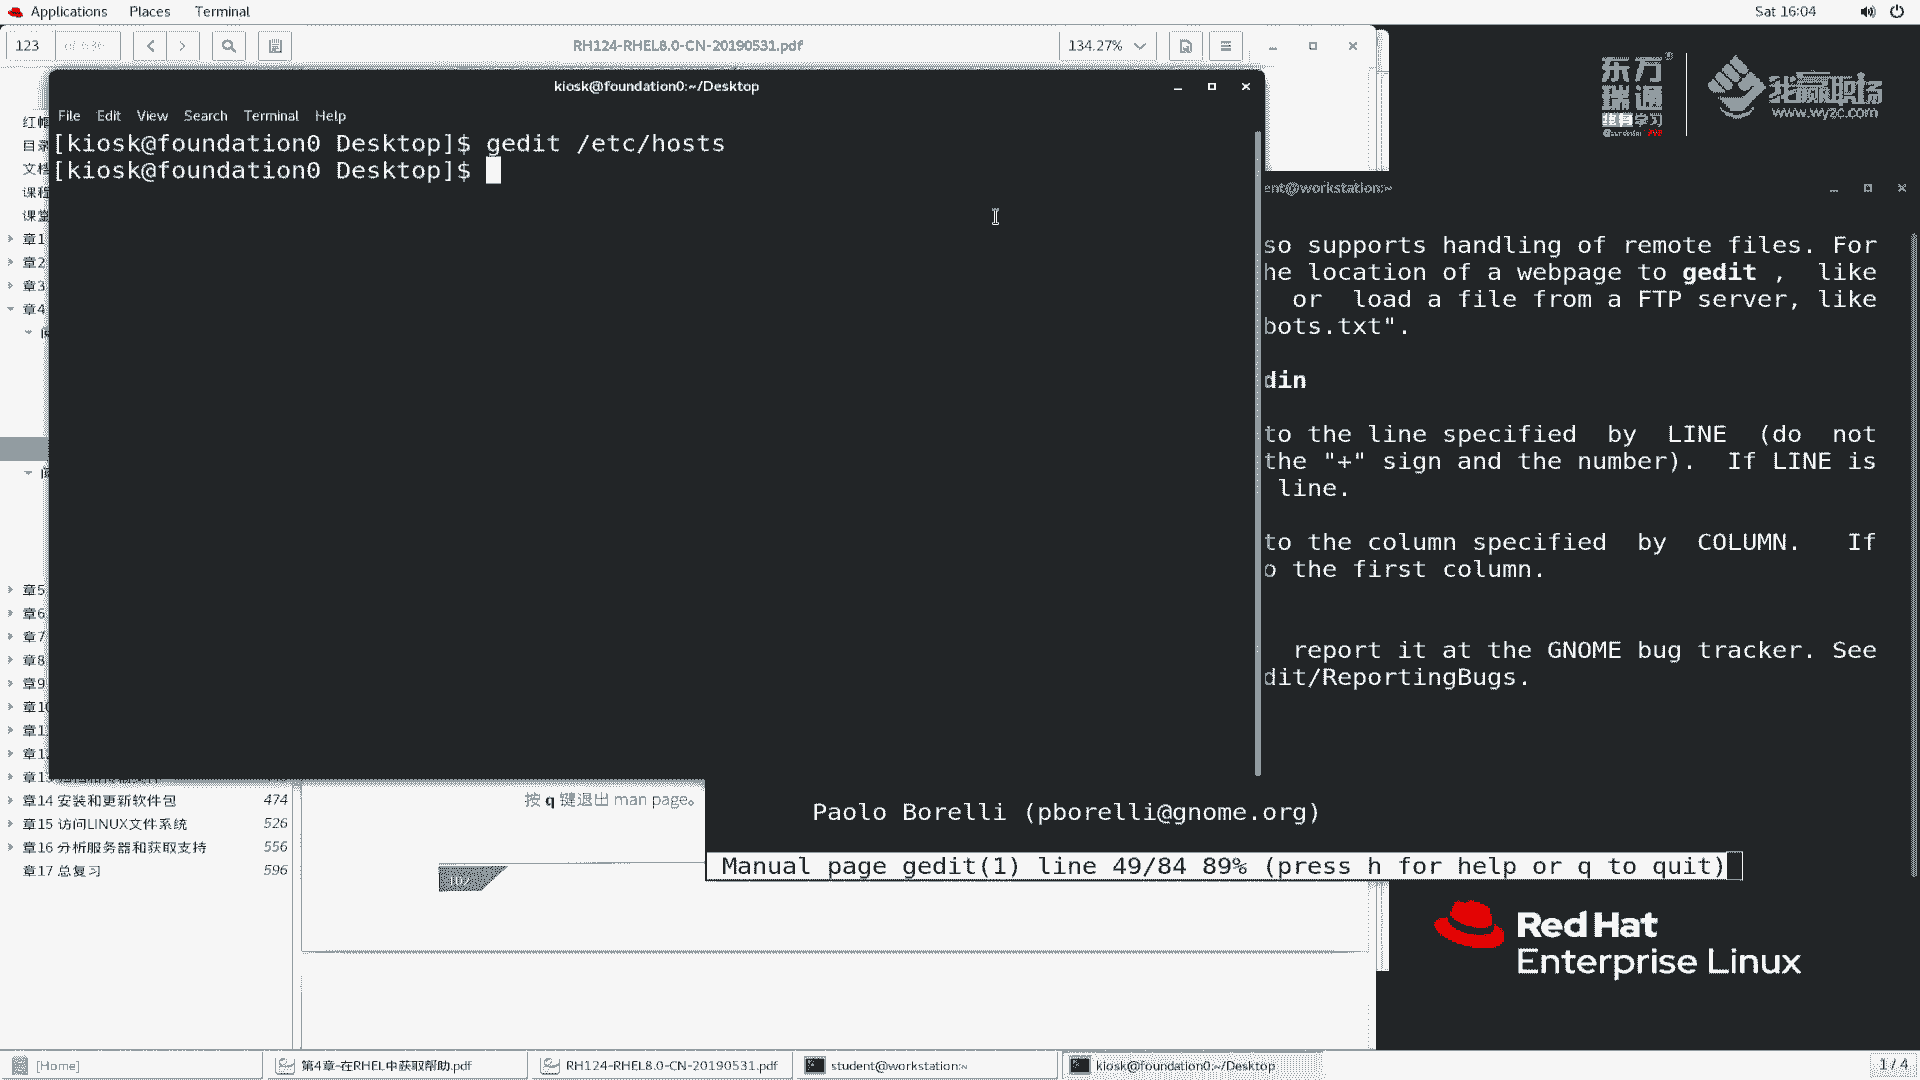 Applications Places Terminal
Sat 16:04
123
RH124-RHEL8.0-CN-20190531.pdf
134.27%
kiosk@foundation0:~/Desktop
File Edit View Search Terminal Help
[kiosk@foundation0 Desktop]$ gedit /etc/hosts
[kiosk@foundation0 Desktop]$
东方瑞通
终身学习
我赢职场
www.wyzc.com
ent@workstation:~
so supports handling of remote files. For
he location of a webpage to gedit , like
or load a file from a FTP server, like
bots.txt".
din
to the line specified by LINE (do not
the "+" sign and the number). If LINE is
line.
to the column specified by COLUMN. If
o the first column.
report it at the GNOME bug tracker. See
dit/ReportingBugs.
Paolo Borelli (pborelli@gnome.org)
Manual page gedit(1) line 49/84 89% (press h for help or q to quit)
红帽
目录
文档
课程
课堂
章1
章2
章3
章4
章5
章6
章7
章8
章9
章10
章1
章12
章13
章14 安装和更新软件包 474
章15 访问LINUX文件系统 526
章16 分析服务器和获取支持 556
章17 总复习 596
按 q 键退出 man page。
107
Red Hat
Enterprise Linux
[Home]
第4章-在RHEL中获取帮助.pdf
RH124-RHEL8.0-CN-20190531.pdf
student@workstation:~
kiosk@foundation0:~/Desktop
1 / 4